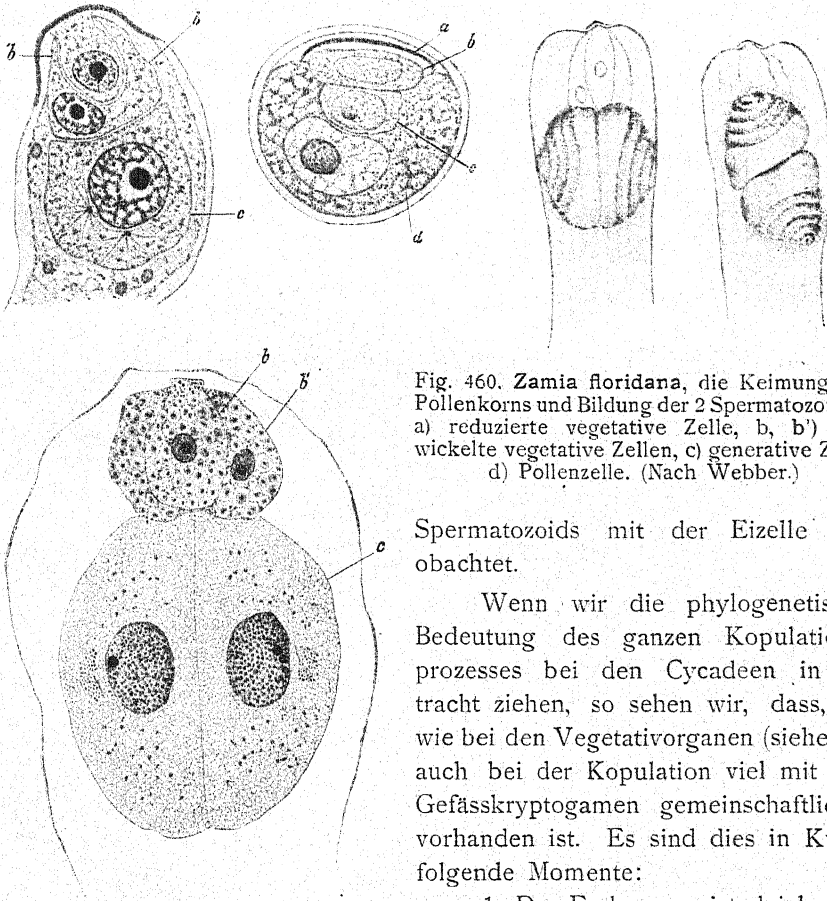 b
b'
c
a
b
c
d
b
b'
c
Fig. 460. Zamia floridana, die Keimung
Pollenkorns und Bildung der 2 Spermatozo
a) reduzierte vegetative Zelle, b, b')
wickelte vegetative Zellen, c) generative Z
d) Pollenzelle. (Nach Webber.)
Spermatozoids mit der Eizelle
obachtet.
Wenn wir die phylogenetis
Bedeutung des ganzen Kopulatio
prozesses bei den Cycadeen in
tracht ziehen, so sehen wir, dass,
wie bei den Vegetativorganen (siehe
auch bei der Kopulation viel mit
Gefässkryptogamen gemeinschaftli
vorhanden ist. Es sind dies in K
folgende Momente: